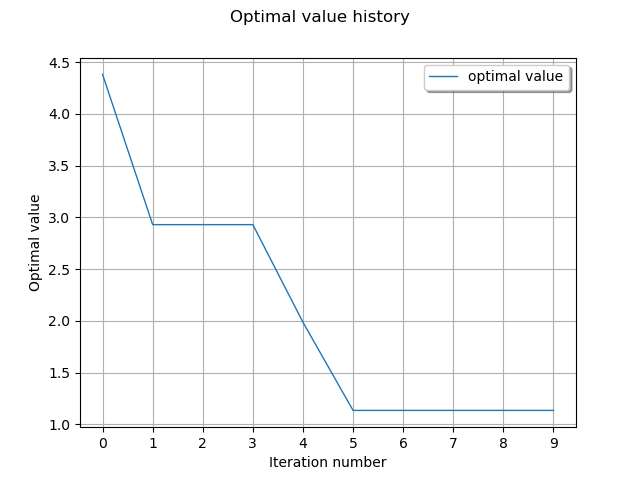 Optimal value history
optimal value
4.5
4.0
3.5
3.0
2.5
2.0
1.5
1.0
Optimal value
0 1 2 3 4 5 6 7 8 9
Iteration number